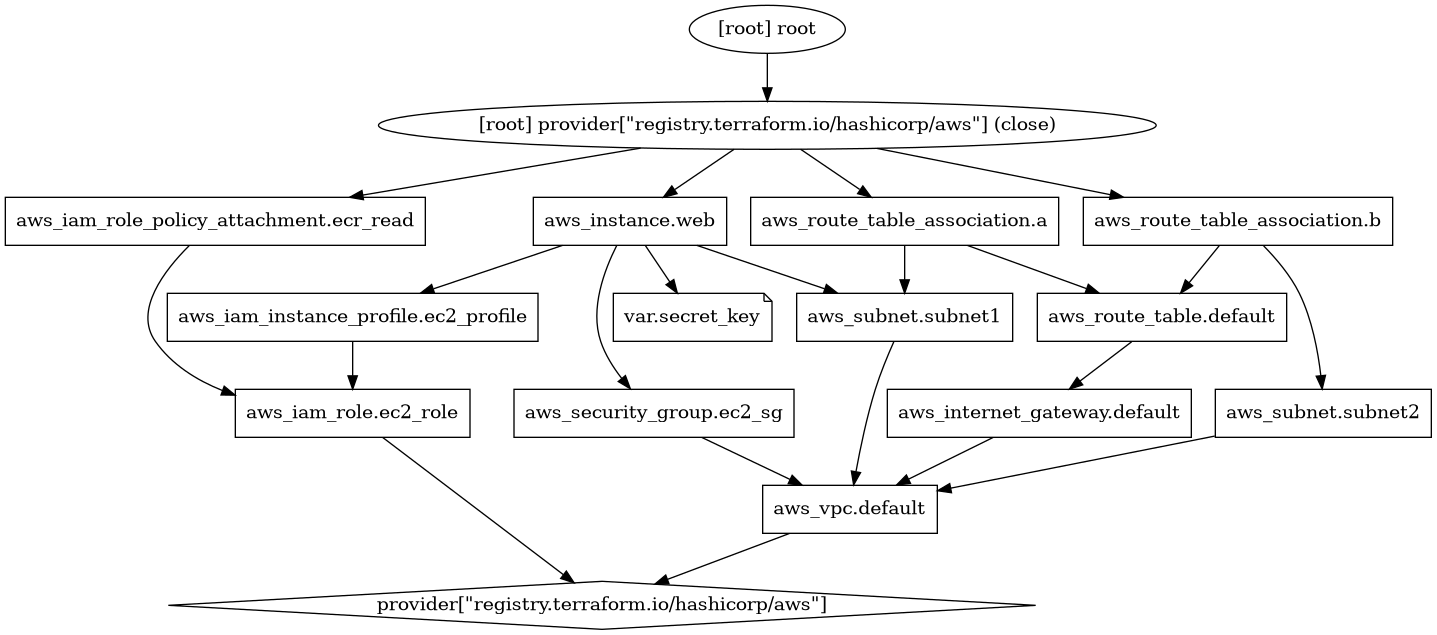 [root] root
[root] provider[\"registry.terraform.io/hashicorp/aws\"] (close)
aws_iam_role_policy_attachment.ecr_read
aws_instance.web
aws_route_table_association.a
aws_route_table_association.b
aws_iam_instance_profile.ec2_profile
var.secret_key
aws_subnet.subnet1
aws_route_table.default
aws_iam_role.ec2_role
aws_security_group.ec2_sg
aws_internet_gateway.default
aws_subnet.subnet2
aws_vpc.default
provider[\"registry.terraform.io/hashicorp/aws\"]